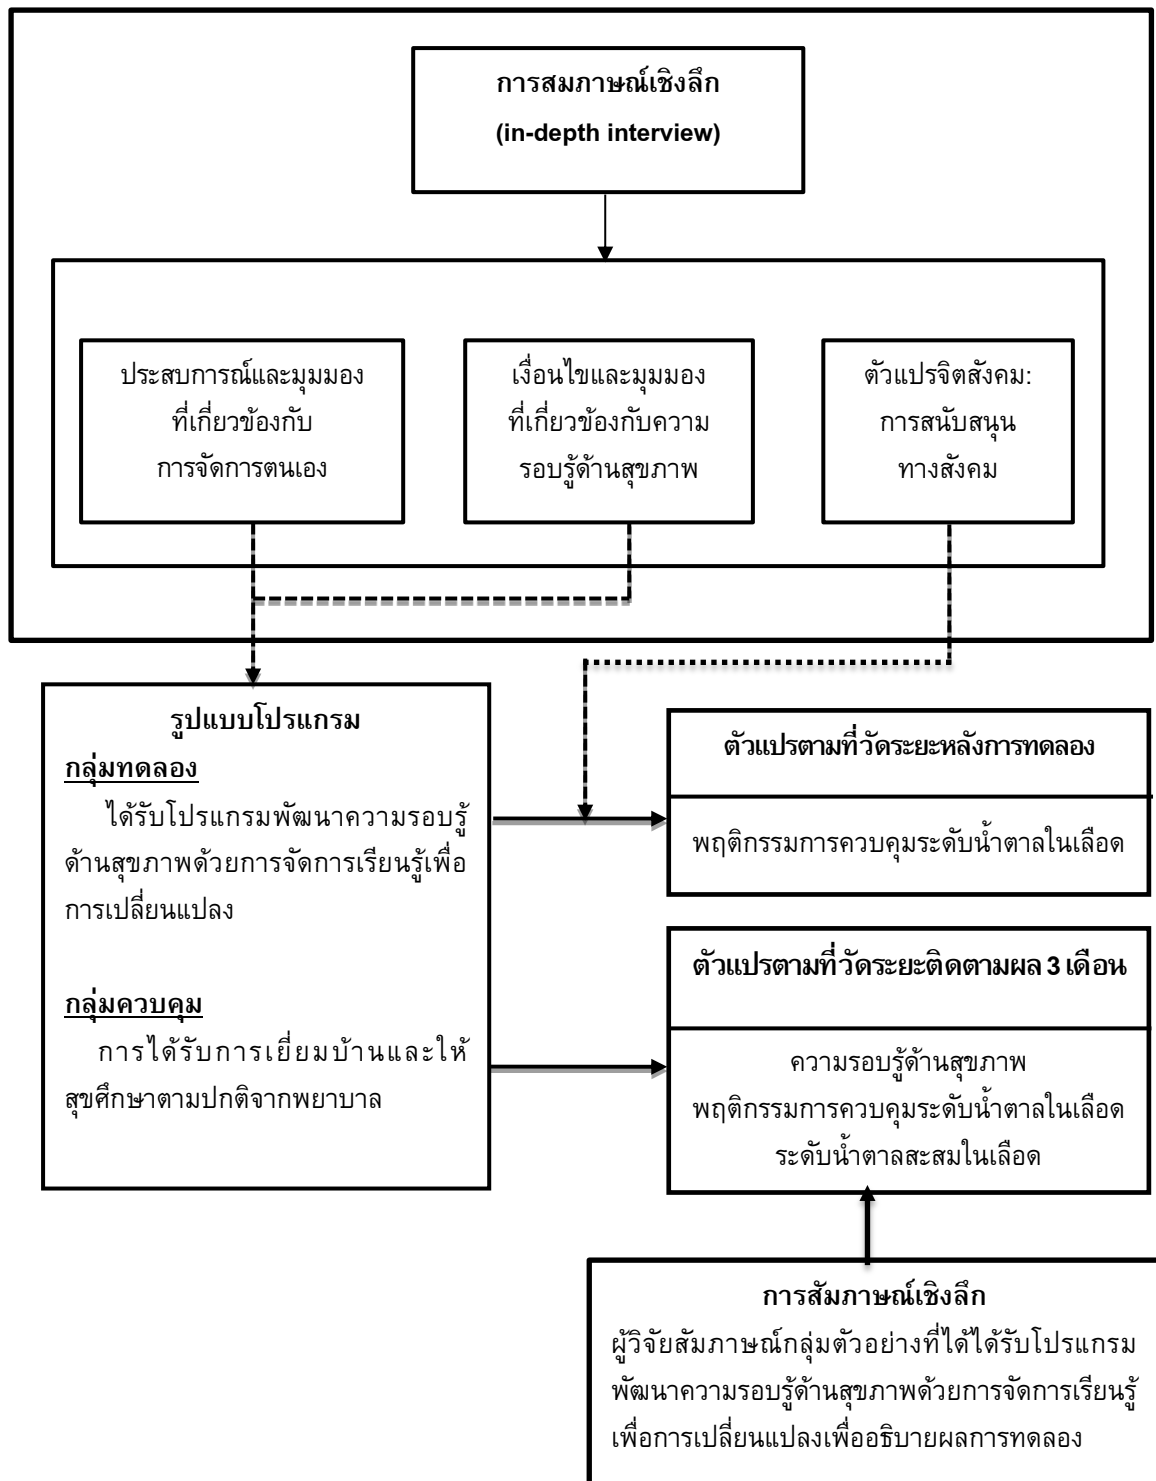 การสมภาษณ์เชิงลึก
(in-depth interview)
ประสบการณ์และมุมมอง
ที่เกี่ยวข้องกับ
การจัดการตนเอง
เงื่อนไขและมุมมอง
ที่เกี่ยวข้องกับความ
รอบรู้ด้านสุขภาพ
ตัวแปรจิตสังคม:
การสนับสนุน
ทางสังคม
รูปแบบโปรแกรม
กลุ่มทดลอง
ได้รับโปรแกรมพัฒนาความรอบรู้
ด้านสุขภาพด้วยการจัดการเรียนรู้เพื่อ
การเปลี่ยนแปลง
กลุ่มควบคุม
การได้รับการเยี่ยมบ้านและให้
สุขศึกษาตามปกติจากพยาบาล
ตัวแปรตามที่วัดระยะหลังการทดลอง
พฤติกรรมการควบคุมระดับน้ำตาลในเลือด
ตัวแปรตามที่วัดระยะติดตามผล 3 เดือน
ความรอบรู้ด้านสุขภาพ
พฤติกรรมการควบคุมระดับน้ำตาลในเลือด
ระดับน้ำตาลสะสมในเลือด
การสัมภาษณ์เชิงลึก
ผู้วิจัยสัมภาษณ์กลุ่มตัวอย่างที่ได้ได้รับโปรแกรม
พัฒนาความรอบรู้ด้านสุขภาพด้วยการจัดการเรียนรู้
เพื่อการเปลี่ยนแปลงเพื่ออธิบายผลการทดลอง